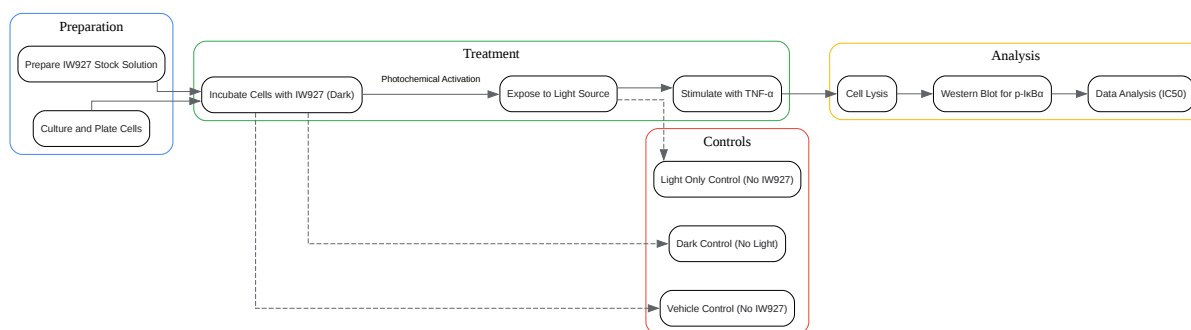 Preparation
Prepare IW927 Stock Solution
Culture and Plate Cells
Treatment
Incubate Cells with IW927 (Dark)
Photochemical Activation
Expose to Light Source
Stimulate with TNF-α
Analysis
Cell Lysis
Western Blot for p-IκBα
Data Analysis (IC50)
Controls
Light Only Control (No IW927)
Dark Control (No Light)
Vehicle Control (No IW927)